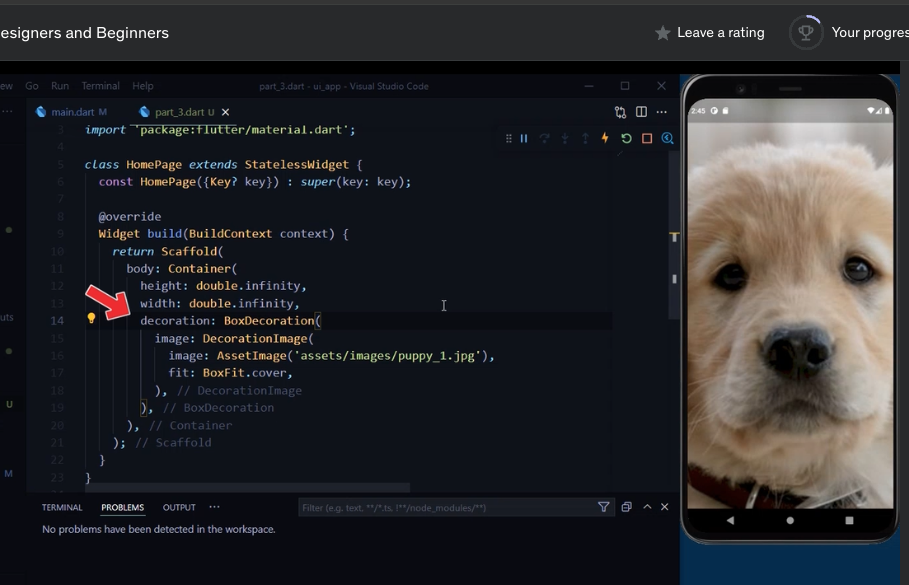 esigners and Beginners
Leave a rating
Your progres
ew Go Run Terminal Help
part_3.dart - ui_app - Visual Studio Code
main.dart M
part_3.dart U
2:45
3 import 'package:flutter/material.dart';
4
5 class HomePage extends StatelessWidget {
6 const HomePage({Key? key}) : super(key: key);
7
8 @override
9 Widget build(BuildContext context) {
10 return Scaffold(
11 body: Container(
12 height: double.infinity,
13 width: double.infinity,
14 decoration: BoxDecoration(
15 image: DecorationImage(
16 image: AssetImage('assets/images/puppy_1.jpg'),
17 fit: BoxFit.cover,
18 ), // DecorationImage
19 ), // BoxDecoration
20 ), // Container
21 ); // Scaffold
22 }
23 }
uts
U
M
TERMINAL PROBLEMS OUTPUT ...
Filter (e.g. text, **/*.ts, !**/node_modules/**)
No problems have been detected in the workspace.